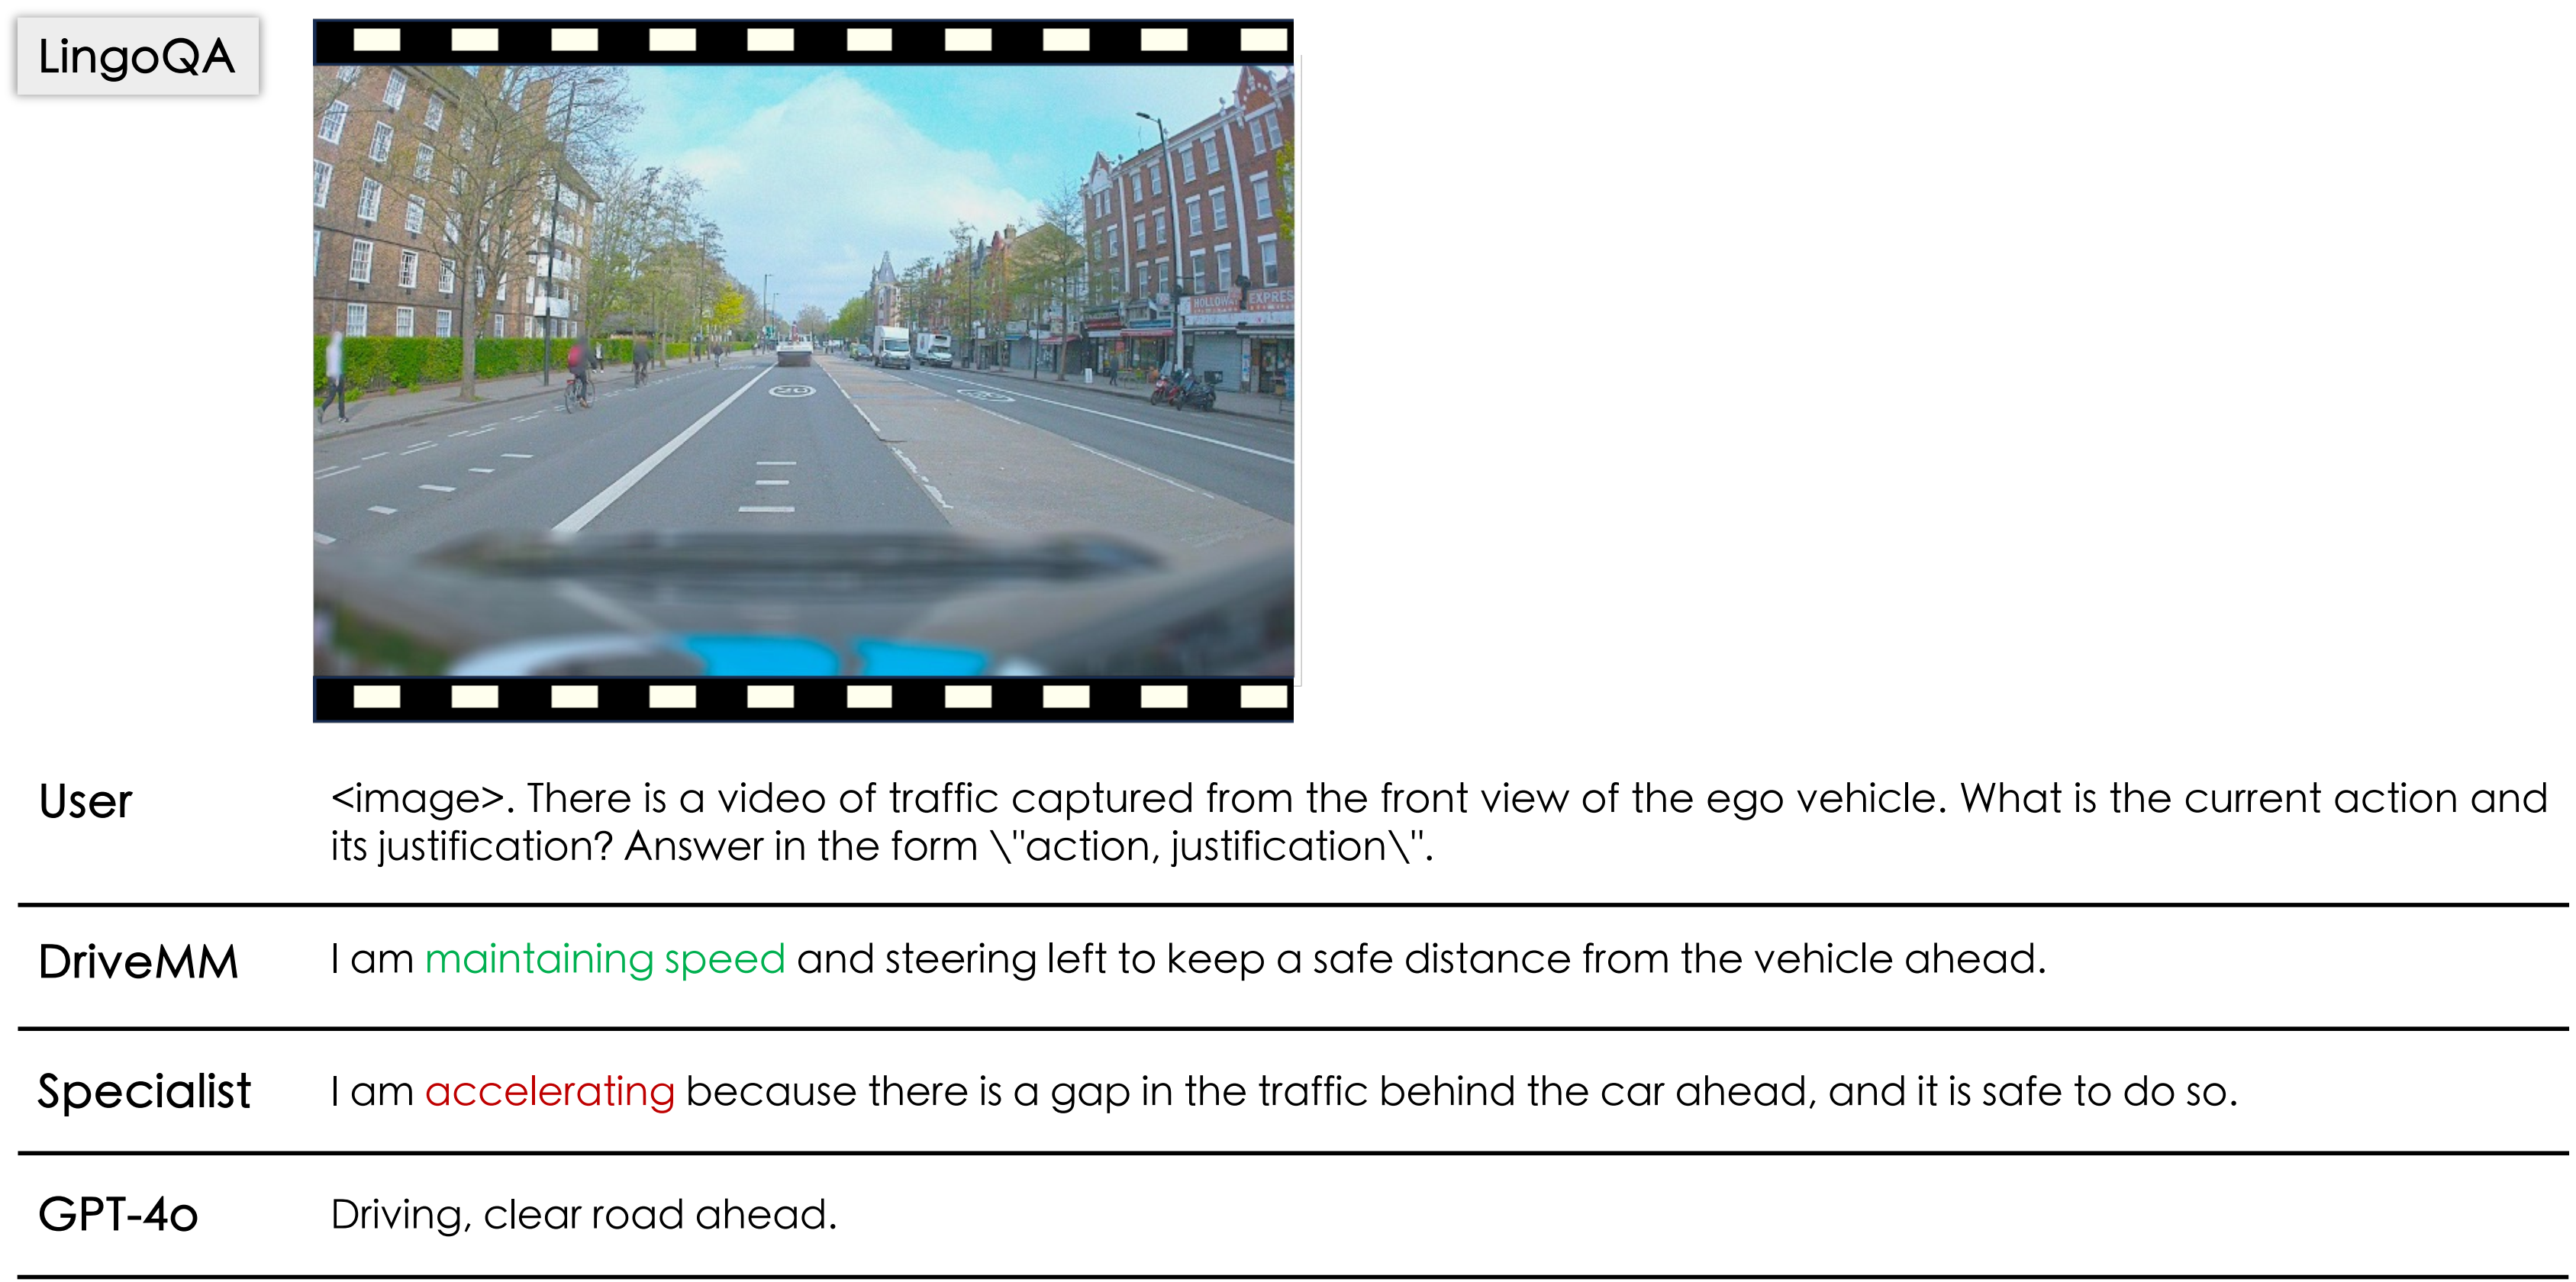 LingoQA
HOLLOWAY EXPRES
20
User
<image>. There is a video of traffic captured from the front view of the ego vehicle. What is the current action and
its justification? Answer in the form \"action, justification\".
DriveMM
I am maintaining speed and steering left to keep a safe distance from the vehicle ahead.
Specialist
I am accelerating because there is a gap in the traffic behind the car ahead, and it is safe to do so.
GPT-4o
Driving, clear road ahead.